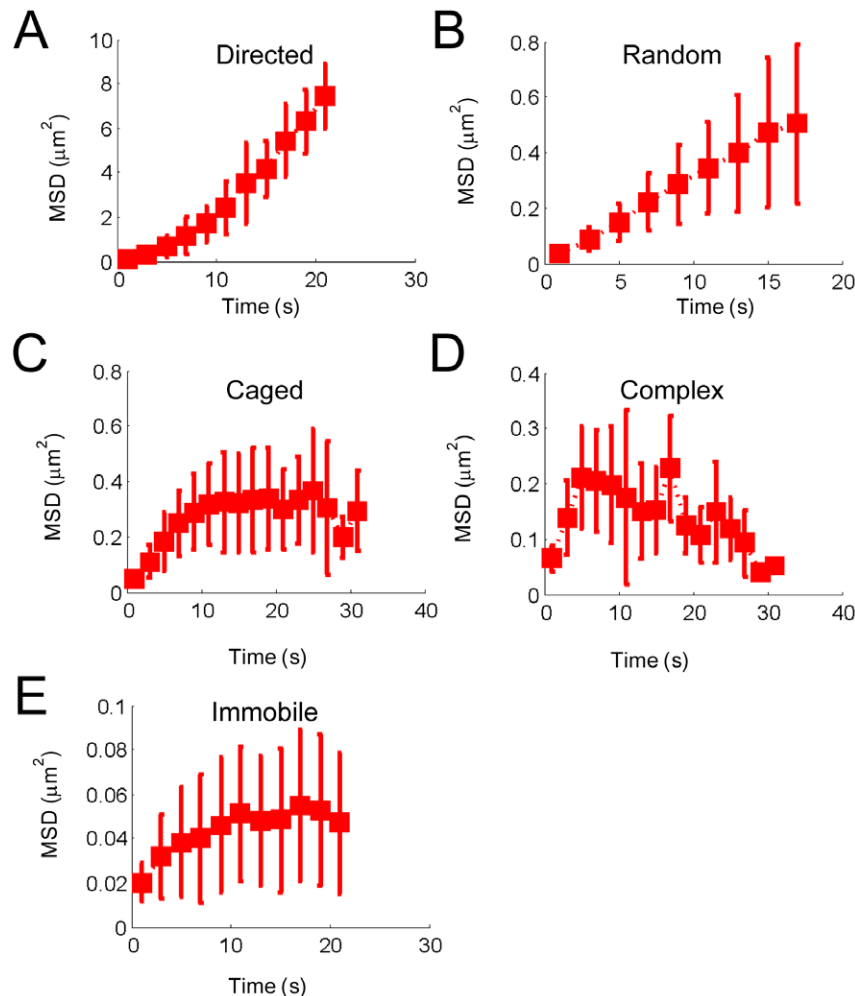 A
Directed
10
8
6
4
2
0
MSD (μm²)
0 10 20 30
Time (s)
B
Random
0.8
0.6
0.4
0.2
0
MSD (μm²)
0 5 10 15 20
Time (s)
C
Caged
0.8
0.6
0.4
0.2
0
MSD (μm²)
0 10 20 30 40
Time (s)
D
Complex
0.4
0.3
0.2
0.1
0
MSD (μm²)
0 10 20 30 40
Time (s)
E
Immobile
0.1
0.08
0.06
0.04
0.02
0
MSD (μm²)
0 10 20 30
Time (s)